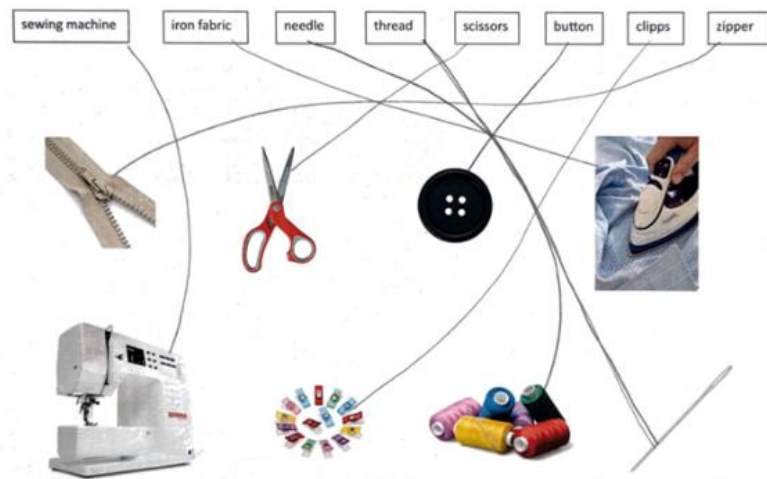 sewing machine
iron fabric
needle
thread
scissors
button
clipps
zipper